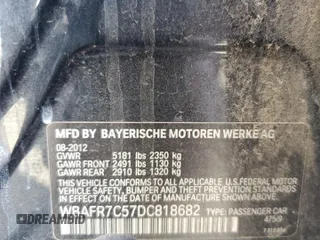 MFD BY BAYERISCHE MOTOREN WERKE AG
08-2012
GVWR 5181 lbs 2350 kg
GAWR FRONT 2491 lbs 1130 kg
GAWR REAR 2910 lbs 1320 kg
THIS VEHICLE CONFORMS TO ALL APPLICABLE U.S. FEDERAL MOTOR
VEHICLE SAFETY, BUMPER AND THEFT PREVENTION STANDARDS
IN EFFECT ON THE DATE OF MANUFACTURE SHOWN ABOVE.
WBAFR7C57DC818682 TYPE: PASSENGER CAR